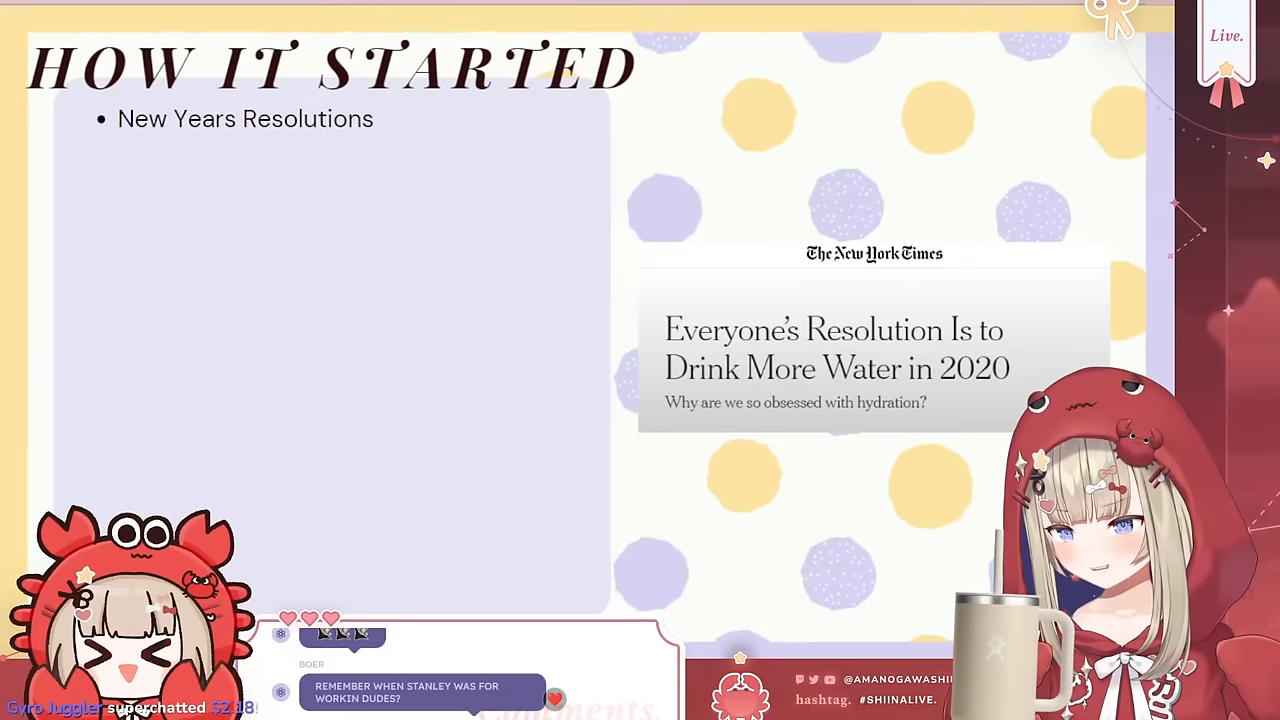 HOW IT STARTED
• New Years Resolutions
Live.
The New York Times
Everyone's Resolution Is to
Drink More Water in 2020
Why are we so obsessed with hydration?
BOER
REMEMBER WHEN STANLEY WAS FOR
WORKIN DUDES?
Comments.
Gyro Juggler superchatted $2.18!
@AMANOGAWASHI
hashtag. #SHIINALIVE.